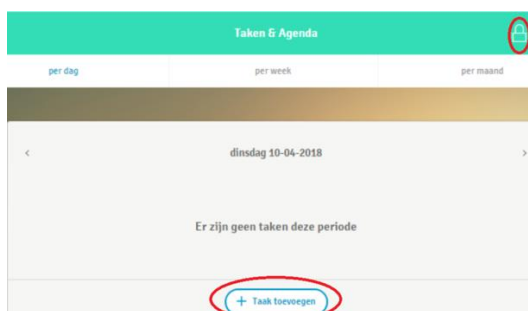 Taken & Agenda
per dag per week per maand
< dinsdag 10-04-2018 >
Er zijn geen taken deze periode
+ Taak toevoegen